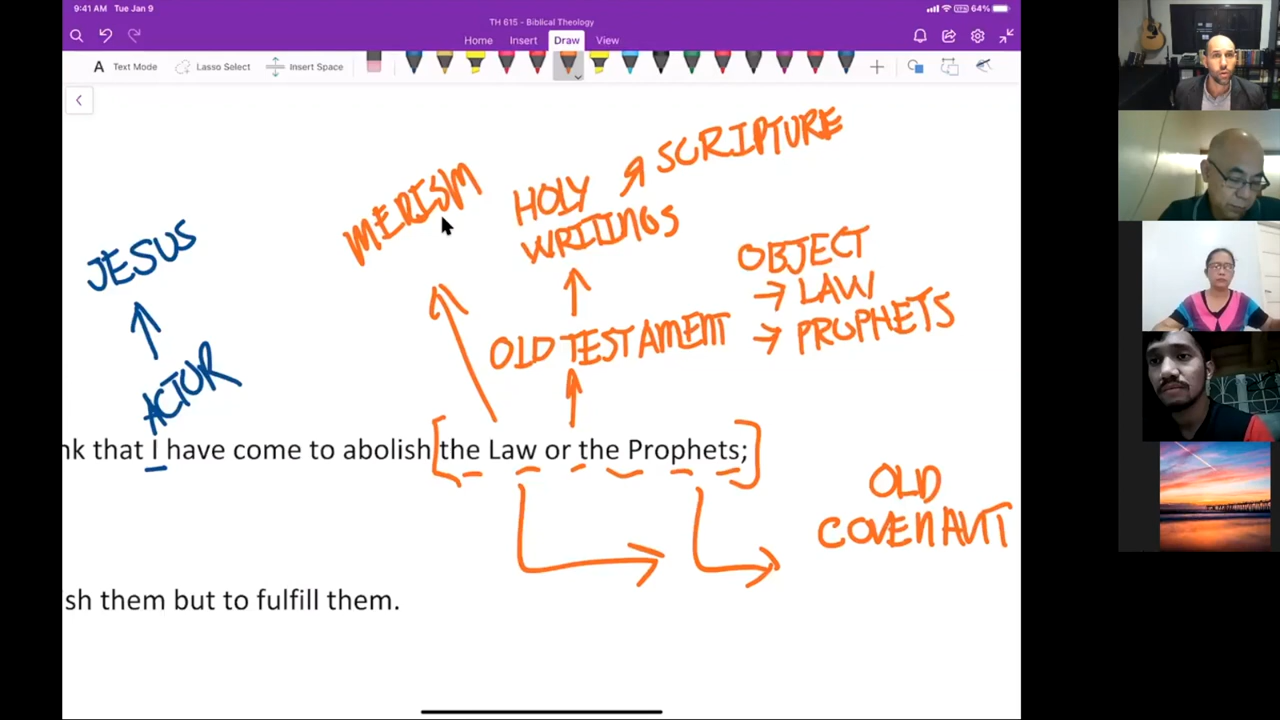 9:41 AM Tue Jan 9
VPN 64%
TH 615 - Biblical Theology
Home Insert Draw View
A Text Mode Lasso Select Insert Space
SCRIPTURE
MERISM
HOLY
WRITINGS
JESUS
OBJECT
→ LAW
→ PROPHETS
OLD TESTAMENT
ACTOR
nk that I have come to abolish [the Law or the Prophets;]
OLD
COVENANT
sh them but to fulfill them.